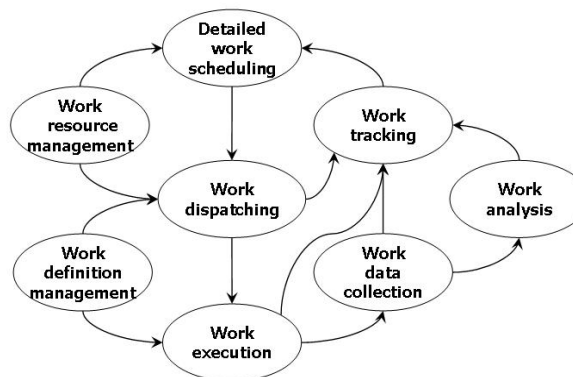 Detailed
work
scheduling
Work
resource
management
Work
tracking
Work
dispatching
Work
analysis
Work
definition
management
Work
data
collection
Work
execution